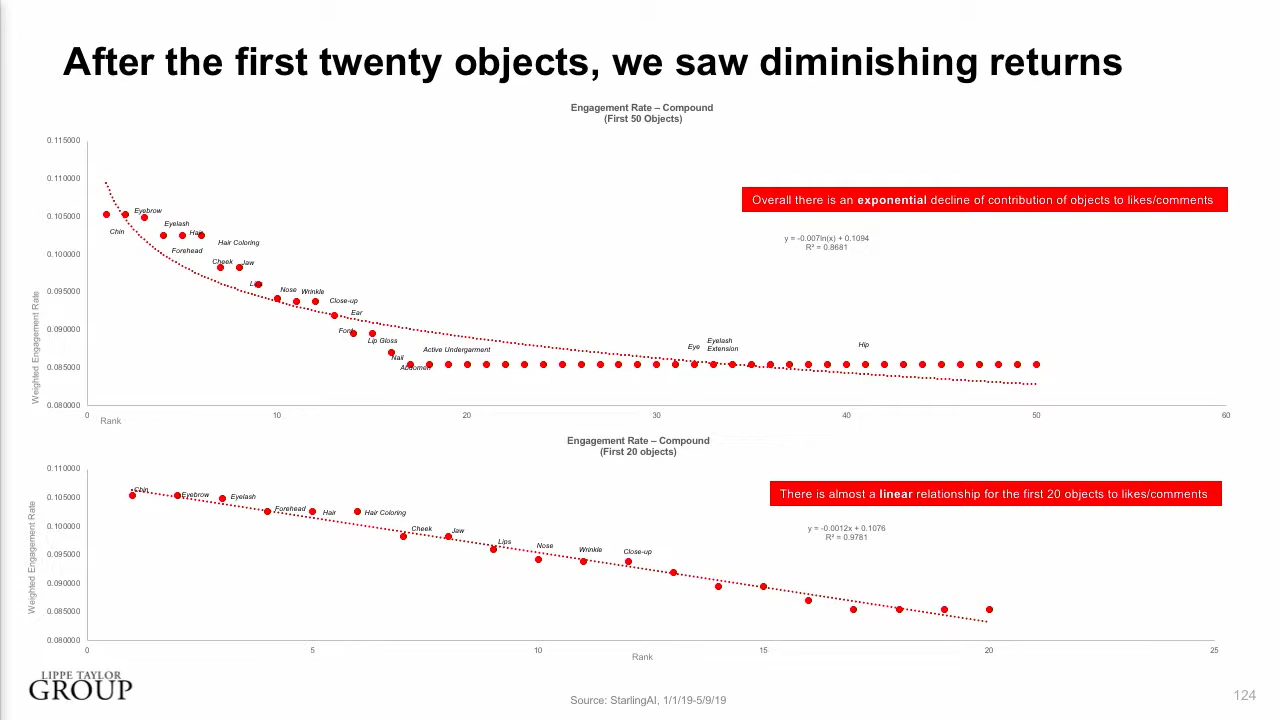 After the first twenty objects, we saw diminishing returns
Engagement Rate – Compound
(First 50 Objects)
Weighted Engagement Rate
0.115000
0.110000
0.105000
0.100000
0.095000
0.090000
0.085000
0.080000
Chin
Eyebrow
Eyelash
Forehead
Hair
Hair Coloring
Cheek
Jaw
Lips
Nose
Wrinkle
Close-up
Ear
Lip Gloss
Nail
Abdomen
Active Undergarment
Eye
Eyelash
Extension
Hip
Overall there is an exponential decline of contribution of objects to likes/comments
y = -0.007ln(x) + 0.1094
R² = 0.8681
0
10
20
30
40
50
60
Rank
Engagement Rate – Compound
(First 20 objects)
Weighted Engagement Rate
0.110000
0.105000
0.100000
0.095000
0.090000
0.085000
0.080000
Chin
Eyebrow
Eyelash
Forehead
Hair
Hair Coloring
Cheek
Jaw
Lips
Nose
Wrinkle
Close-up
There is almost a linear relationship for the first 20 objects to likes/comments
y = -0.0012x + 0.1076
R² = 0.9781
0
5
10
15
20
25
Rank
LIPPE TAYLOR
GROUP
Source: StarlingAI, 1/1/19-5/9/19
124